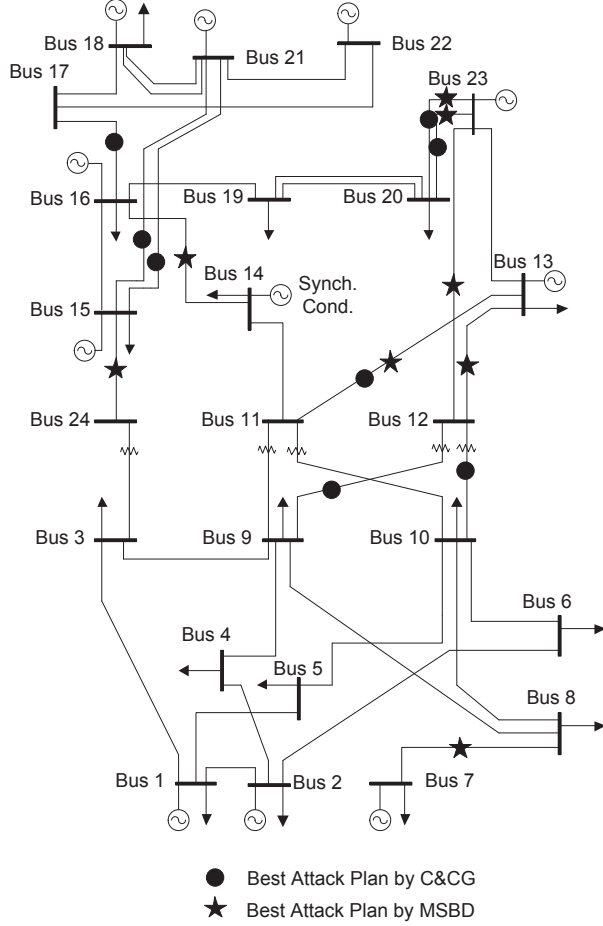 Bus 18
Bus 21
Bus 22
Bus 17
Bus 23
Bus 16
Bus 19
Bus 20
Bus 14
Synch.
Cond.
Bus 13
Bus 15
Bus 24
Bus 11
Bus 12
Bus 3
Bus 9
Bus 10
Bus 6
Bus 4
Bus 5
Bus 8
Bus 1
Bus 2
Bus 7
Best Attack Plan by C&CG
Best Attack Plan by MSBD